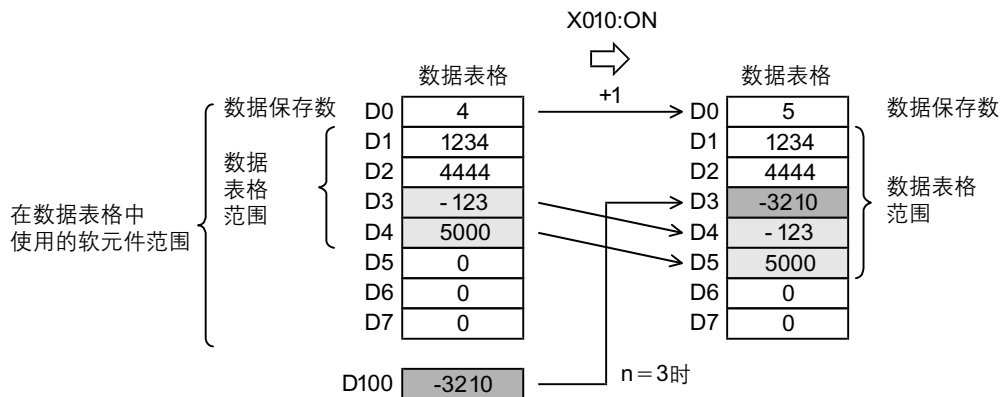 X010:ON
数据表格
数据表格
数据保存数 D0 4 +1 D0 5 数据保存数
D1 1234 D1 1234
D2 4444 D2 4444
D3 -123 D3 -3210
D4 5000 D4 -123
D5 0 D5 5000
D6 0 D6 0
D7 0 D7 0
数据
表格
范围
在数据表格中
使用的软元件范围
数据表格
范围
D100 -3210 n=3时